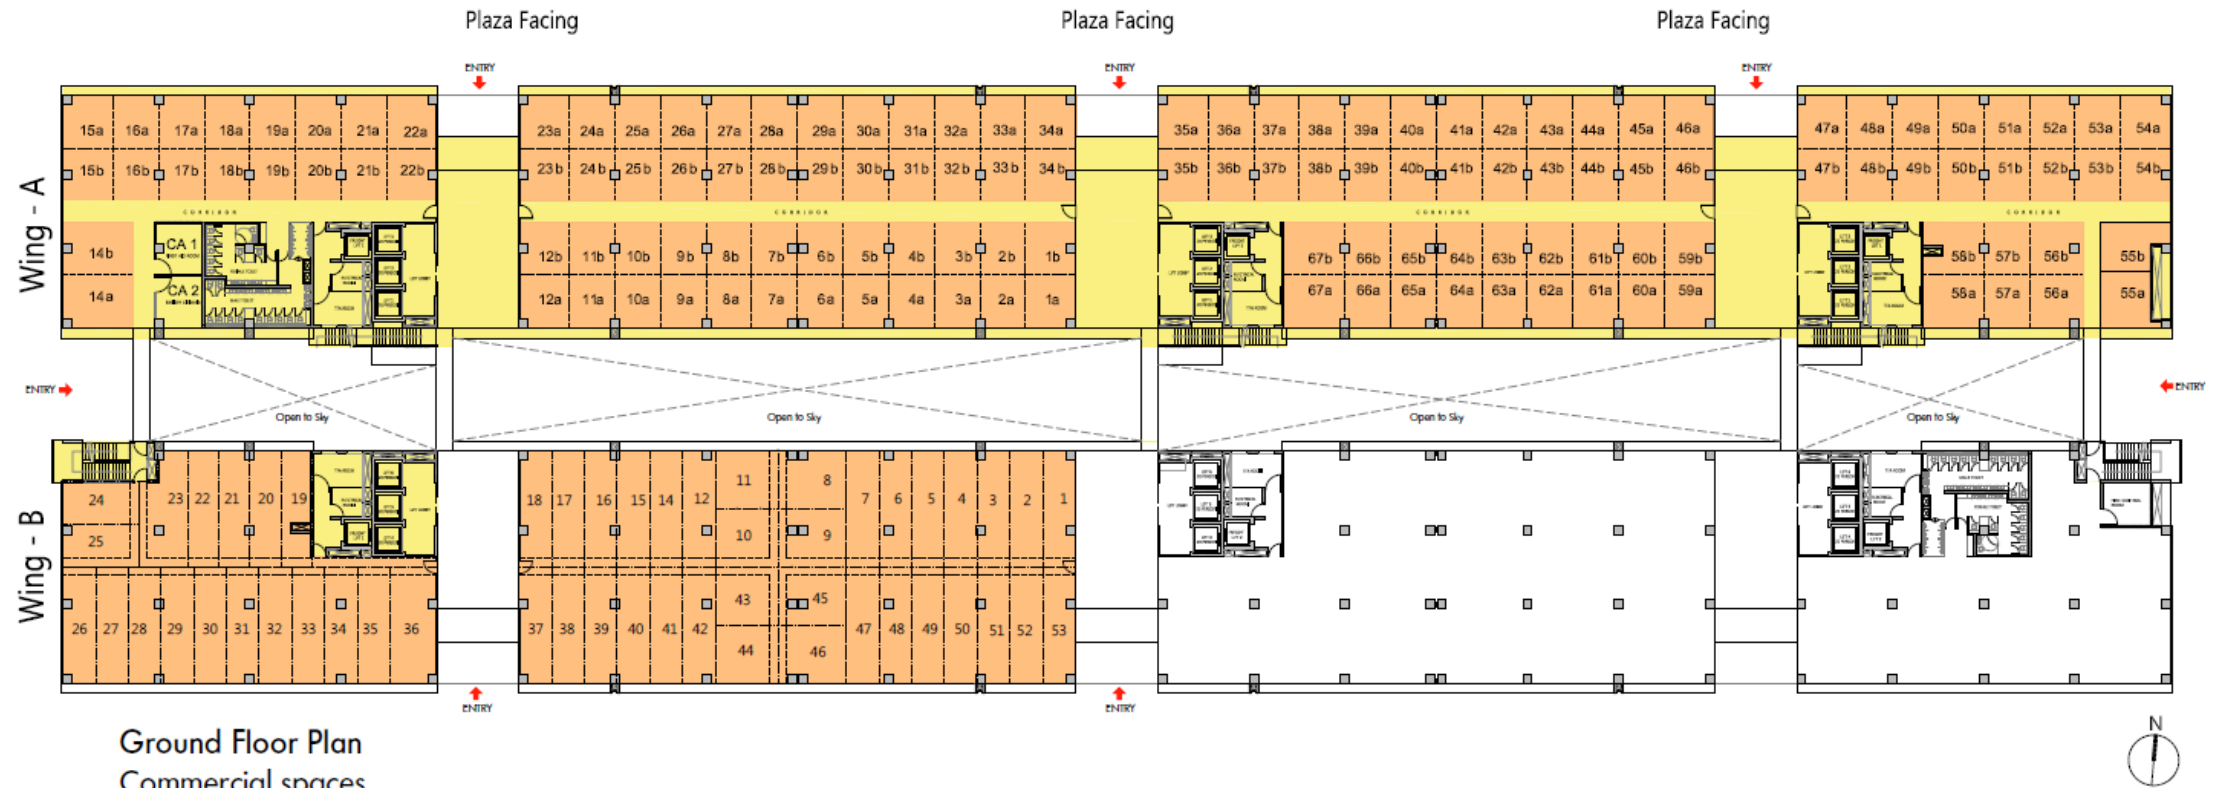 Plaza Facing Plaza Facing Plaza Facing
ENTRY ENTRY ENTRY
Wing - A
15a 16a 17a 18a 19a 20a 21a 22a 23a 24a 25a 26a 27a 28a 29a 30a 31a 32a 33a 34a 35a 36a 37a 38a 39a 40a 41a 42a 43a 44a 45a 46a 47a 48a 49a 50a 51a 52a 53a 54a
15b 16b 17b 18b 19b 20b 21b 22b 23b 24b 25b 26b 27b 28b 29b 30b 31b 32b 33b 34b 35b 36b 37b 38b 39b 40b 41b 42b 43b 44b 45b 46b 47b 48b 49b 50b 51b 52b 53b 54b
CORRIDOR CORRIDOR CORRIDOR CORRIDOR
14b CA 1 12b 11b 10b 9b 8b 7b 6b 5b 4b 3b 2b 1b 67b 66b 65b 64b 63b 62b 61b 60b 59b 58b 57b 56b 55b
14a CA 2 12a 11a 10a 9a 8a 7a 6a 5a 4a 3a 2a 1a 67a 66a 65a 64a 63a 62a 61a 60a 59a 58a 57a 56a 55a
ENTRY ENTRY
Open to Sky Open to Sky Open to Sky Open to Sky
Wing - B
24 23 22 21 20 19 18 17 16 15 14 12 11 8 7 6 5 4 3 2 1
25 10 9
43 45
26 27 28 29 30 31 32 33 34 35 36 37 38 39 40 41 42 47 48 49 50 51 52 53
44 46
ENTRY ENTRY
Ground Floor Plan
Commercial spaces
N